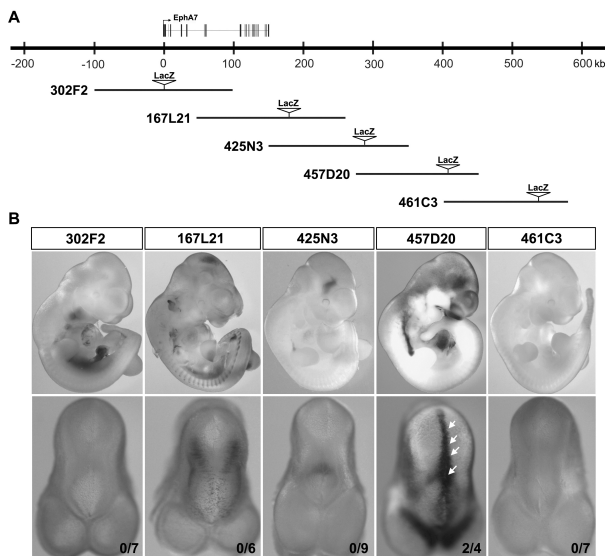 A
EphA7
-200 -100 0 100 200 300 400 500 600 kb
LacZ
302F2
LacZ
167L21
LacZ
425N3
LacZ
457D20
LacZ
461C3
B
302F2 167L21 425N3 457D20 461C3
0/7 0/6 0/9 2/4 0/7